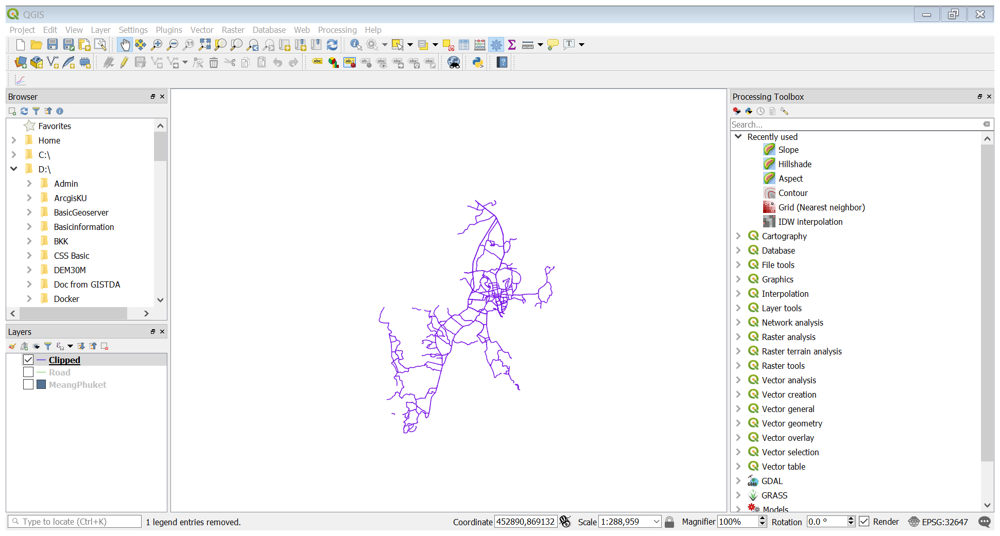 QGIS
Project Edit View Layer Settings Plugins Vector Raster Database Web Processing Help
Browser
Favorites
Home
C:\
D:\
Admin
ArcgisKU
BasicGeoserver
Basicinformation
BKK
CSS Basic
DEM30M
Doc from GISTDA
Docker
Layers
Clipped
Road
MeangPhuket
Processing Toolbox
Search...
Recently used
Slope
Hillshade
Aspect
Contour
Grid (Nearest neighbor)
IDW interpolation
Cartography
Database
File tools
Graphics
Interpolation
Layer tools
Network analysis
Raster analysis
Raster terrain analysis
Raster tools
Vector analysis
Vector creation
Vector general
Vector geometry
Vector overlay
Vector selection
Vector table
GDAL
GRASS
Models
Type to locate (Ctrl+K) 1 legend entries removed. Coordinate 452890,869132 Scale 1:288,959 Magnifier 100% Rotation 0.0 ° Render EPSG:32647